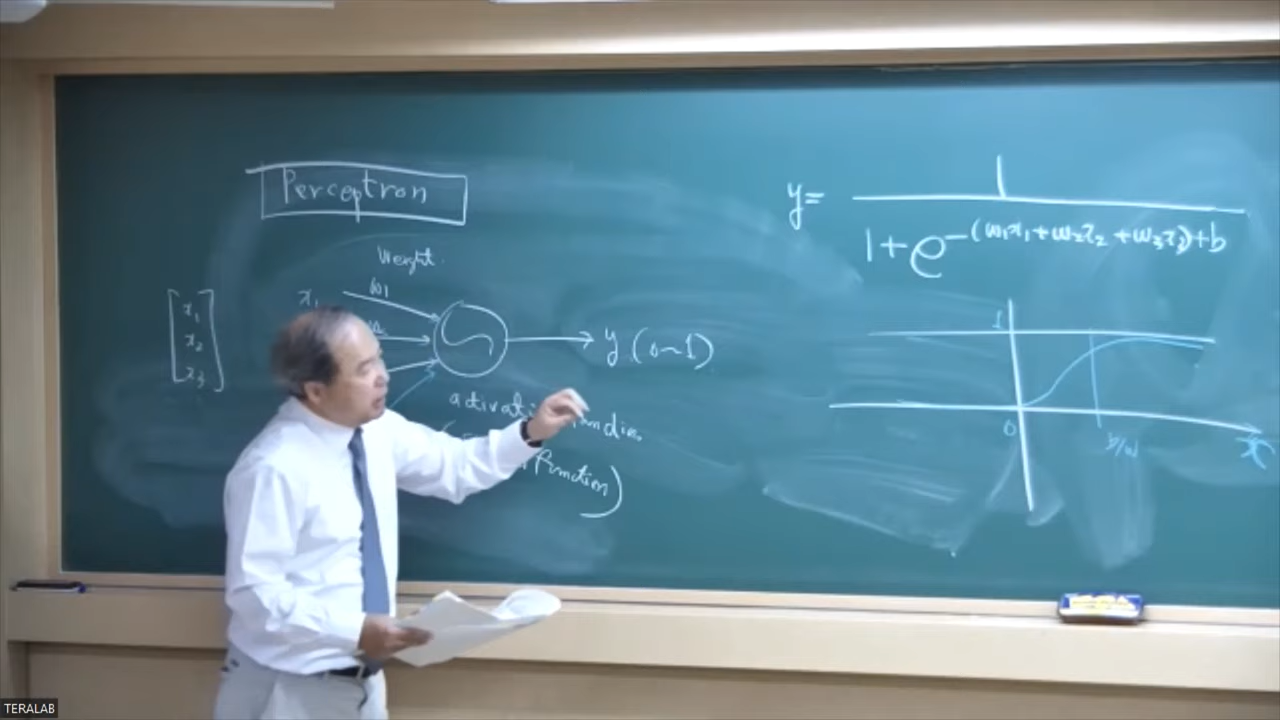 Perceptron
Weight
x₁ w₁
[x₁
x₂
x₃]
y (0~1)
activati
function)
y=
1
1+e^-(w₁x₁+w₂x₂+w₃x₃)+b
1
0
x
TERALAB